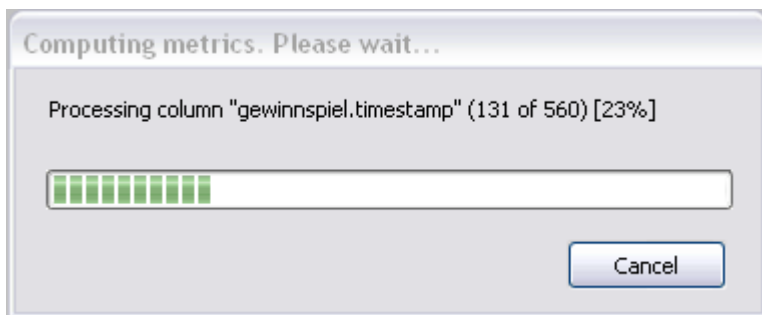 Computing metrics. Please wait...
Processing column "gewinnspiel.timestamp" (131 of 560) [23%]
Cancel